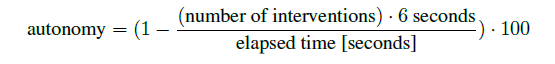 autonomy = (1 − (number of interventions) · 6 seconds / elapsed time [seconds]) · 100